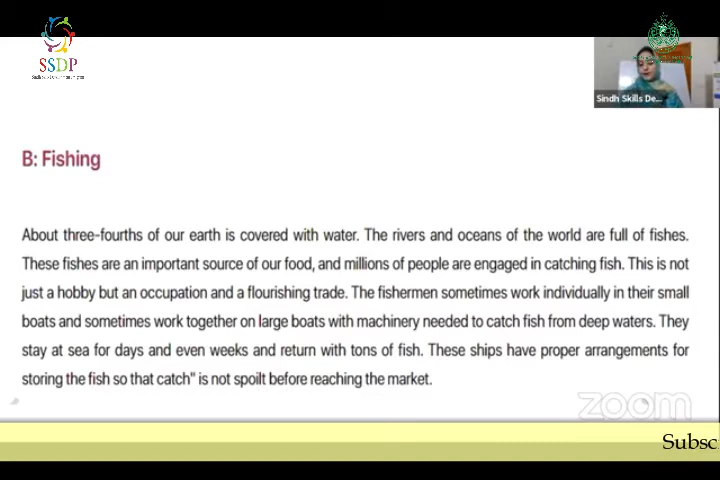 SSDP
Sindh Skills De...
B: Fishing
About three-fourths of our earth is covered with water. The rivers and oceans of the world are full of fishes.
These fishes are an important source of our food, and millions of people are engaged in catching fish. This is not
just a hobby but an occupation and a flourishing trade. The fishermen sometimes work individually in their small
boats and sometimes work together on large boats with machinery needed to catch fish from deep waters. They
stay at sea for days and even weeks and return with tons of fish. These ships have proper arrangements for
storing the fish so that catch" is not spoilt before reaching the market.
zoom
Subsc